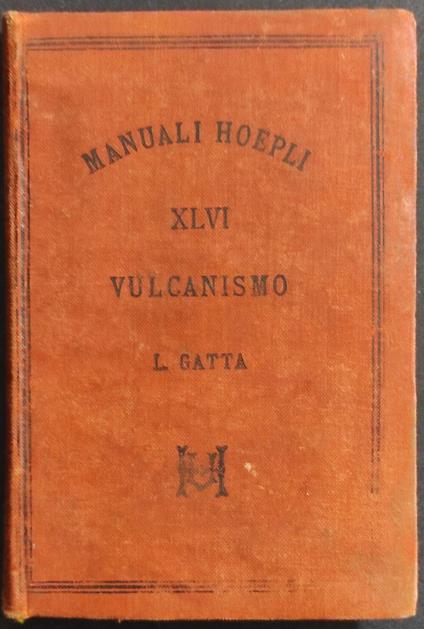 MANUALI HOEPLI
XLVI
VULCANISMO
L. GATTA